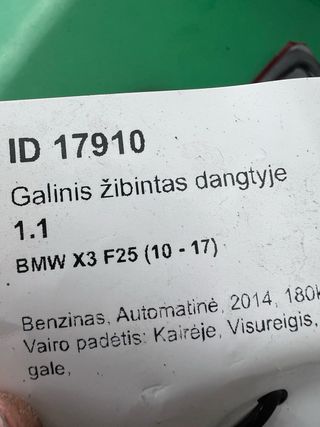 ID 17910
Galinis žibintas dangtyje
1.1
BMW X3 F25 (10 - 17)
Benzinas, Automatinė, 2014, 180k
Vairo padėtis: Kairėje, Visureigis,
gale,